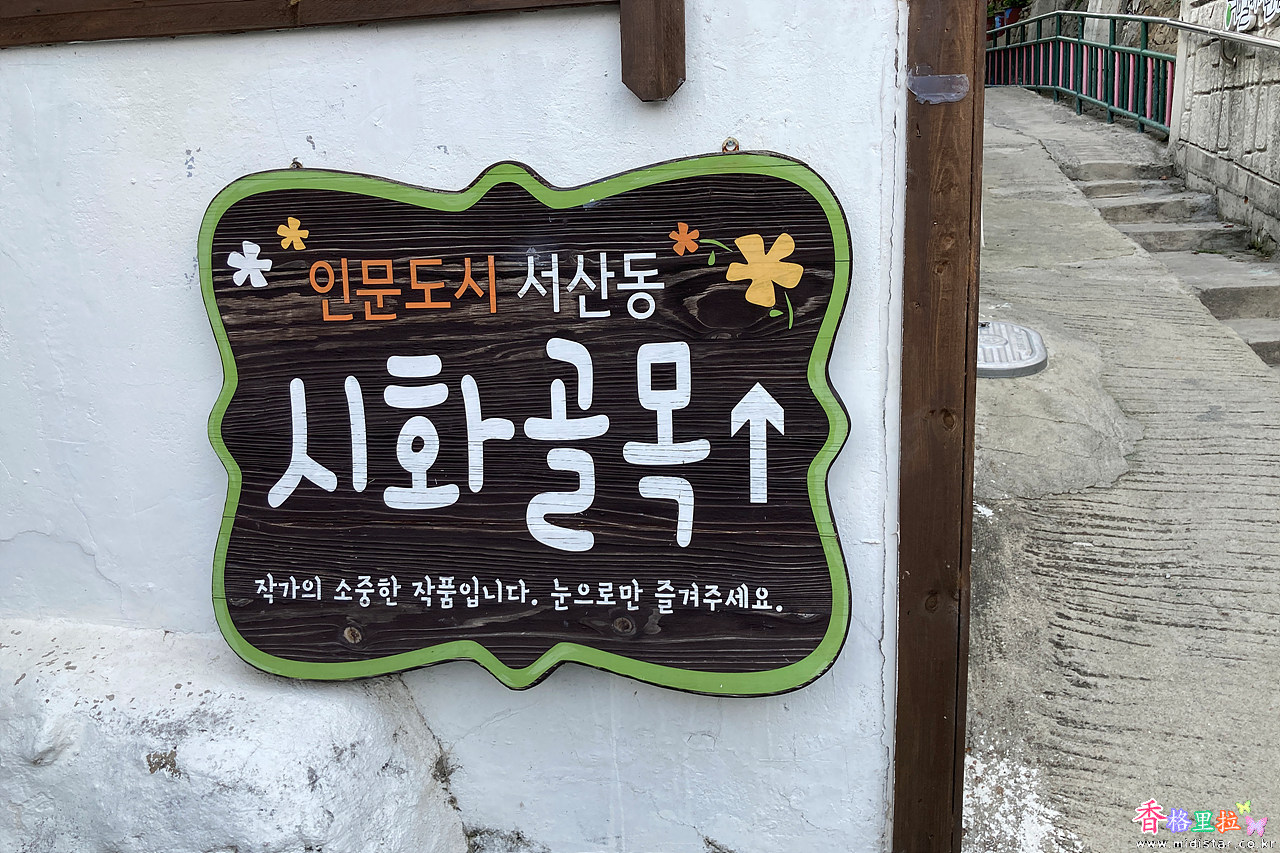 인문도시 서산동
시화골목↑
작가의 소중한 작품입니다. 눈으로만 즐겨주세요.
香格里拉
www.midistar.co.kr